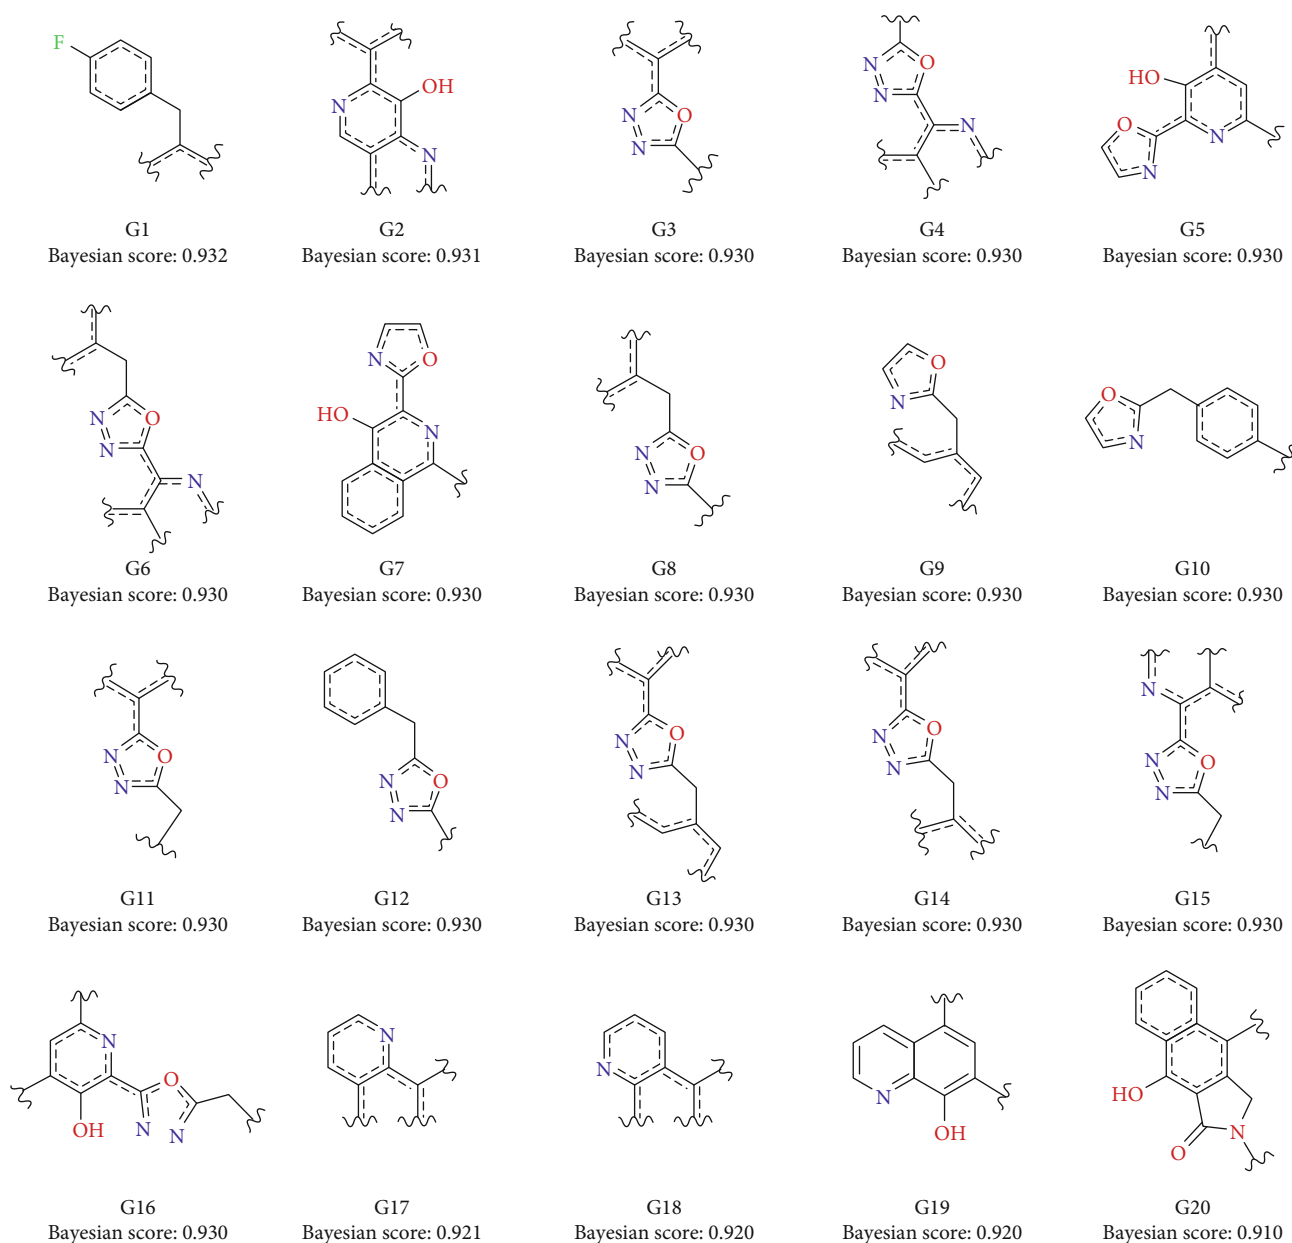 F
N
OH
N
O
N
N
O
N
N
N
HO
O
N
N
G1
G2
G3
G4
G5
Bayesian score: 0.932
Bayesian score: 0.931
Bayesian score: 0.930
Bayesian score: 0.930
Bayesian score: 0.930
O
N
N
N
N
O
HO
N
O
N
N
O
N
O
N
G6
G7
G8
G9
G10
Bayesian score: 0.930
Bayesian score: 0.930
Bayesian score: 0.930
Bayesian score: 0.930
Bayesian score: 0.930
N
O
N
O
N
N
O
N
N
O
N
N
N
N
O
N
G11
G12
G13
G14
G15
Bayesian score: 0.930
Bayesian score: 0.930
Bayesian score: 0.930
Bayesian score: 0.930
Bayesian score: 0.930
N
O
OH
N
N
N
N
N
OH
HO
O
N
G16
G17
G18
G19
G20
Bayesian score: 0.930
Bayesian score: 0.921
Bayesian score: 0.920
Bayesian score: 0.920
Bayesian score: 0.910